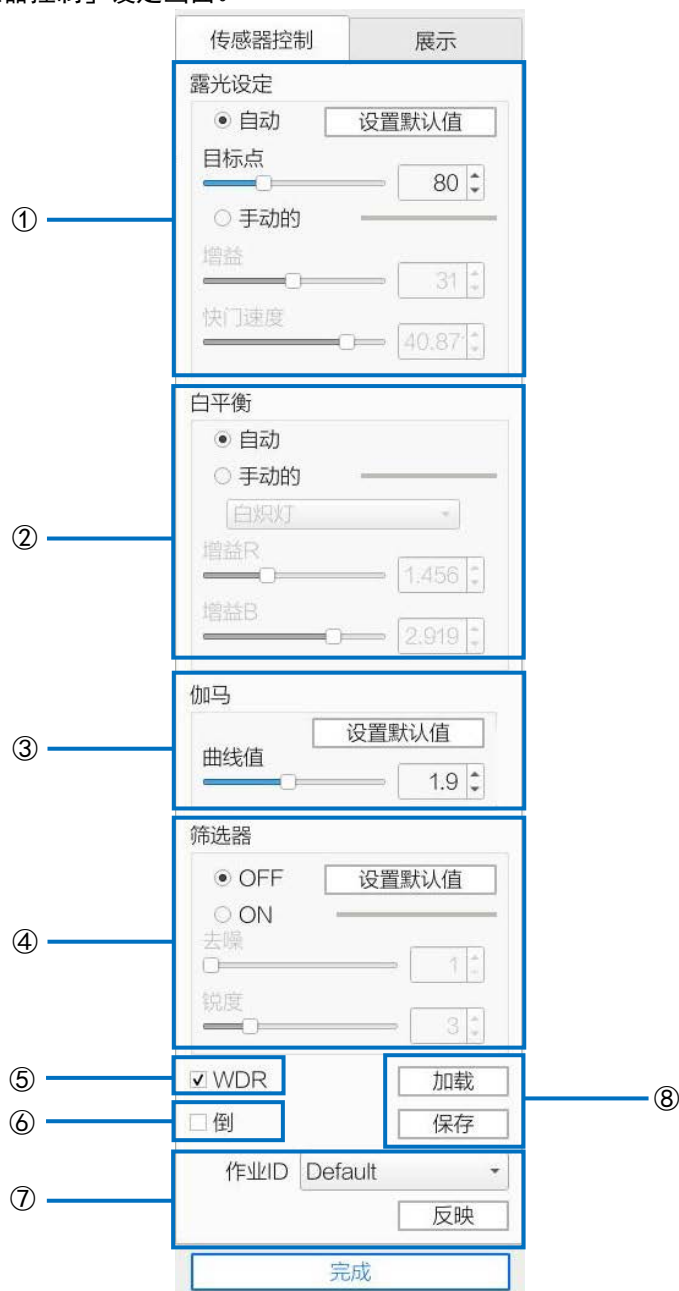 器控制」设定画面。
传感器控制 展示
露光设定
自动 设置默认值
目标点
80
① 手动的
增益
31
快门速度
40.87
白平衡
自动
手动的
② 白炽灯
增益R
1.456
增益B
2.919
伽马
③ 设置默认值
曲线值
1.9
筛选器
OFF 设置默认值
ON
④ 去噪
1
锐度
3
⑤ WDR 加载 ⑧
⑥ 倒 保存
作业ID Default
⑦ 反映
完成